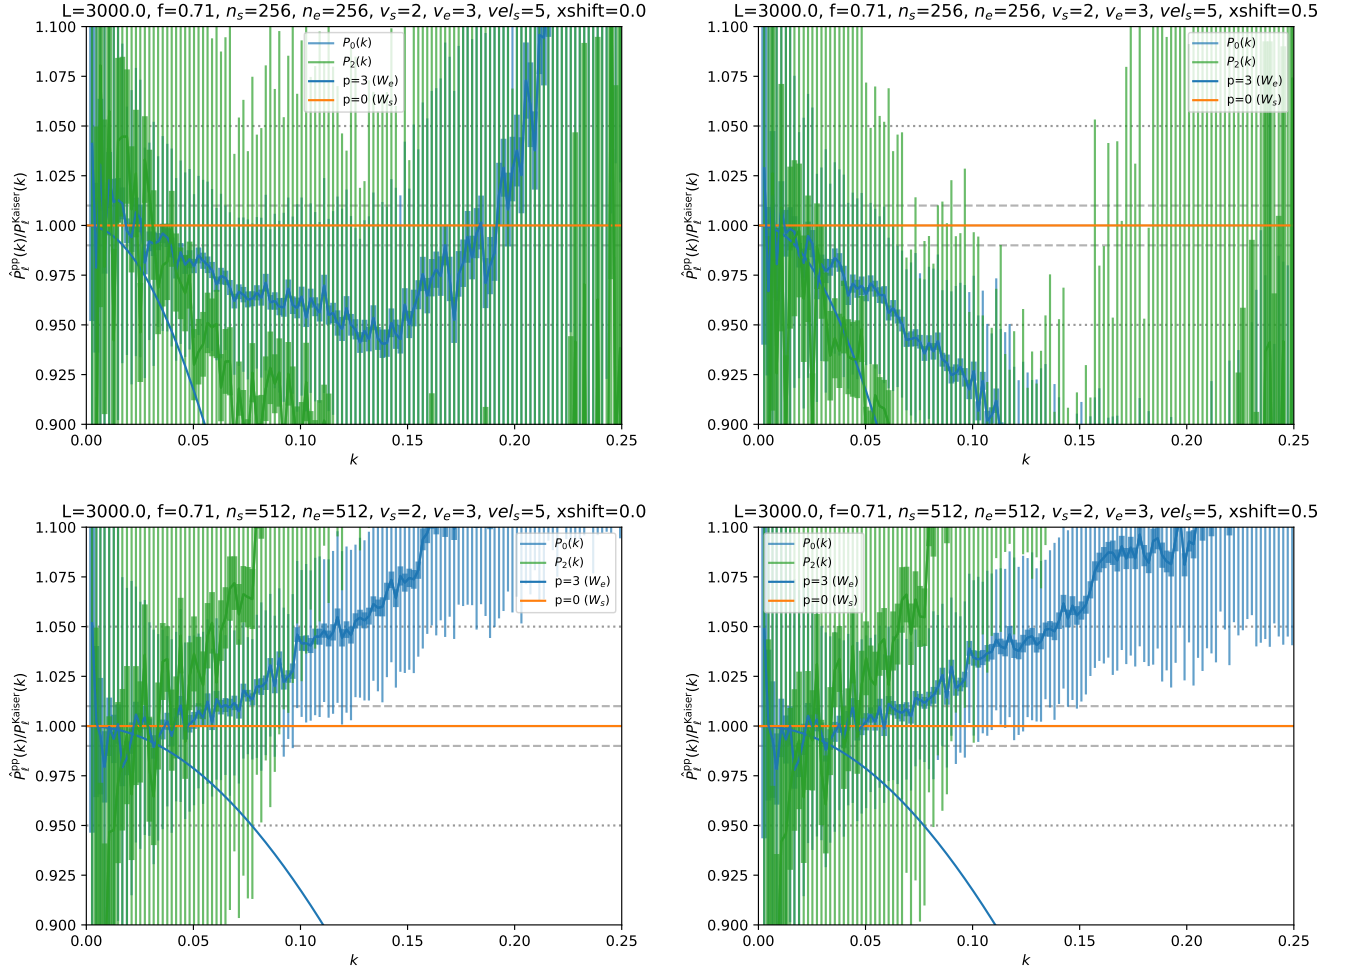 L=3000.0, f=0.71, n_s=256, n_e=256, v_s=2, v_e=3, vel_s=5, xshift=0.0
P_0(k)
P_2(k)
p=3 (W_e)
p=0 (W_s)
1.100
1.075
1.050
1.025
1.000
0.975
0.950
0.925
0.900
P̂_ℓ^pp(k)/P_ℓ^Kaiser(k)
0.00 0.05 0.10 0.15 0.20 0.25
k
L=3000.0, f=0.71, n_s=256, n_e=256, v_s=2, v_e=3, vel_s=5, xshift=0.5
P_0(k)
P_2(k)
p=3 (W_e)
p=0 (W_s)
1.100
1.075
1.050
1.025
1.000
0.975
0.950
0.925
0.900
P̂_ℓ^pp(k)/P_ℓ^Kaiser(k)
0.00 0.05 0.10 0.15 0.20 0.25
k
L=3000.0, f=0.71, n_s=512, n_e=512, v_s=2, v_e=3, vel_s=5, xshift=0.0
P_0(k)
P_2(k)
p=3 (W_e)
p=0 (W_s)
1.100
1.075
1.050
1.025
1.000
0.975
0.950
0.925
0.900
P̂_ℓ^pp(k)/P_ℓ^Kaiser(k)
0.00 0.05 0.10 0.15 0.20 0.25
k
L=3000.0, f=0.71, n_s=512, n_e=512, v_s=2, v_e=3, vel_s=5, xshift=0.5
P_0(k)
P_2(k)
p=3 (W_e)
p=0 (W_s)
1.100
1.075
1.050
1.025
1.000
0.975
0.950
0.925
0.900
P̂_ℓ^pp(k)/P_ℓ^Kaiser(k)
0.00 0.05 0.10 0.15 0.20 0.25
k